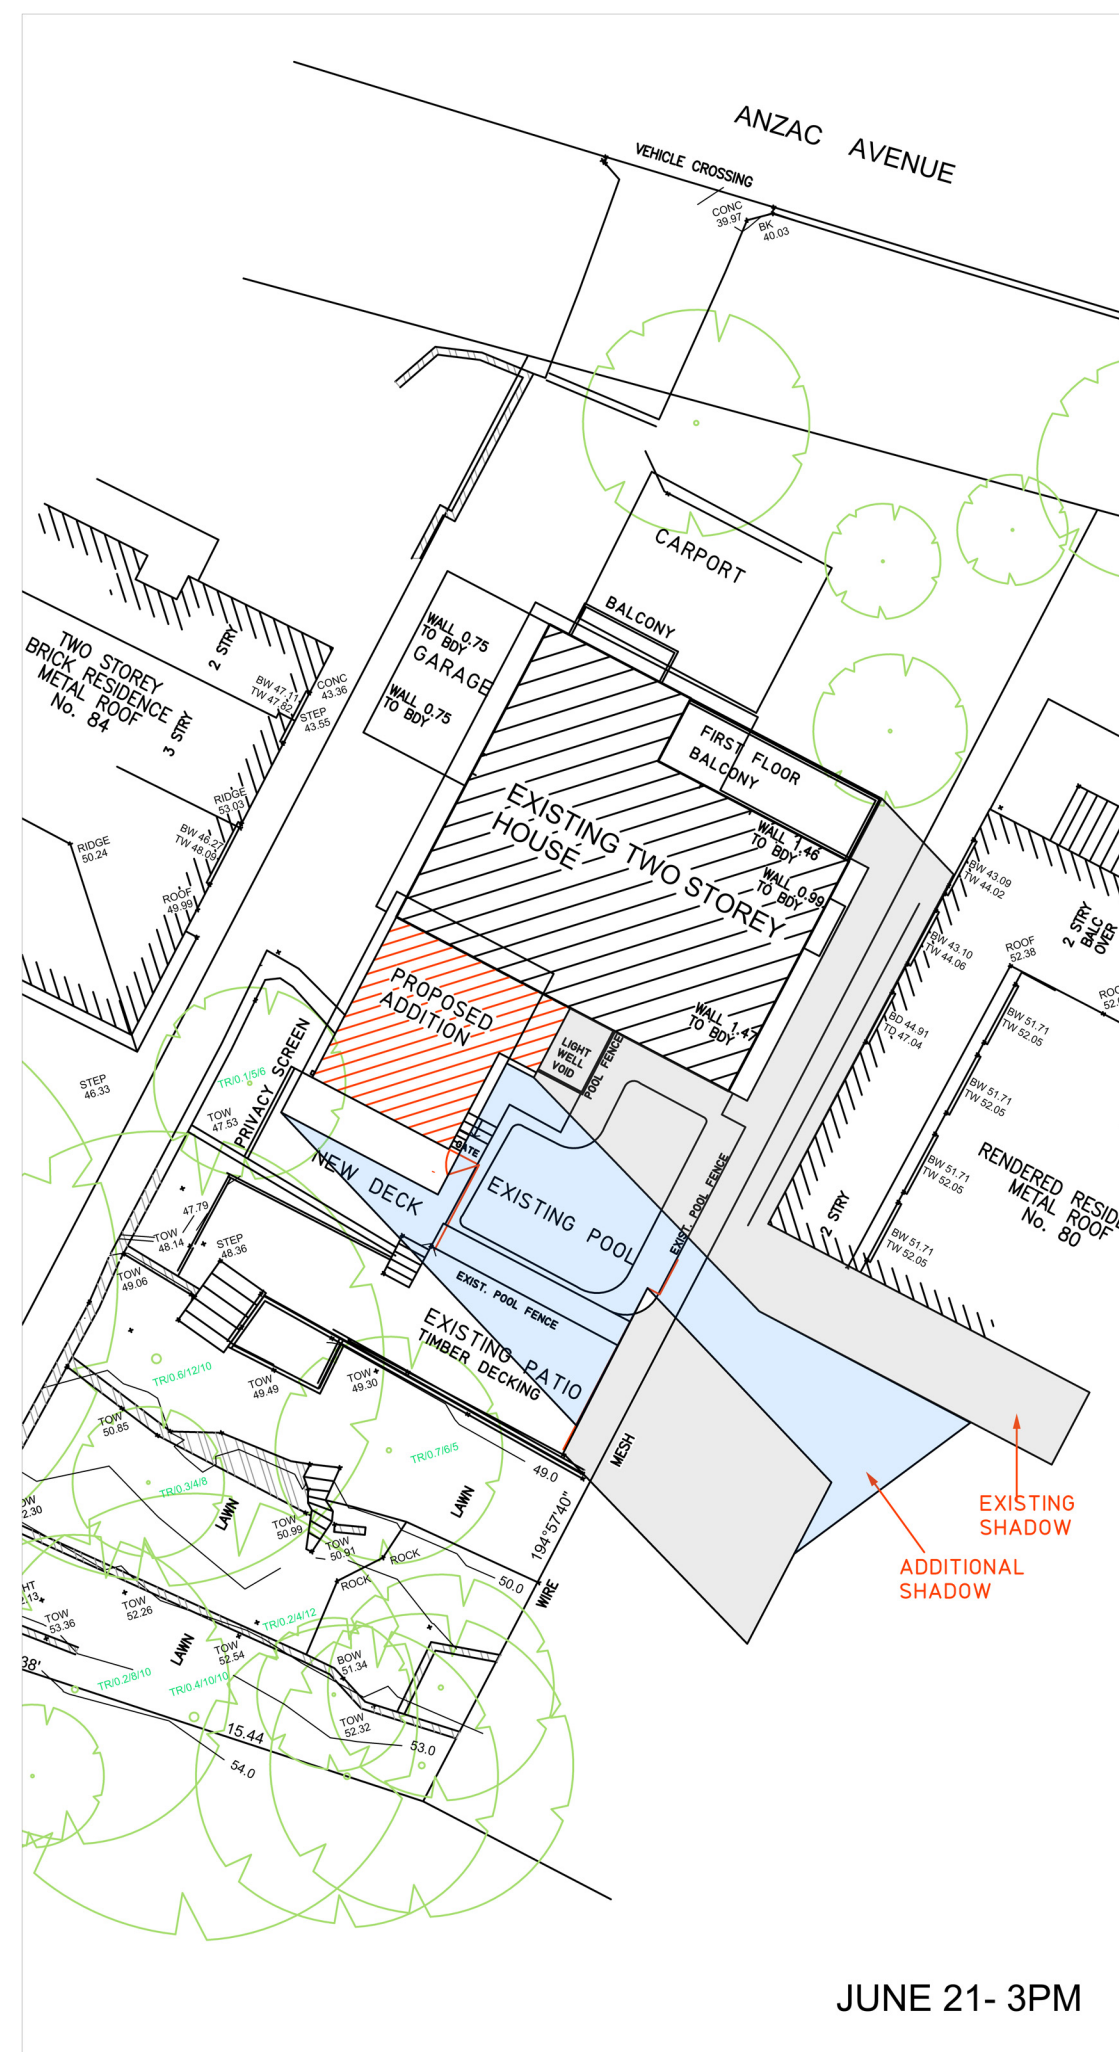 ANZAC AVENUE
VEHICLE CROSSING
CONC
39.97
BK
40.03
CARPORT
BALCONY
WALL 0.75
TO BDY
GARAGE
WALL 0.75
TO BDY
2 STRY
TWO STOREY
BRICK RESIDENCE
METAL ROOF
No. 84
3 STRY
BW 47.11
TW 47.82
CONC
43.36
STEP
43.55
FIRST FLOOR
BALCONY
RIDGE
53.03
RIDGE
50.24
BW 46.27
TW 48.09
ROOF
49.99
EXISTING TWO STOREY
HOUSE
WALL 1.46
TO BDY
WALL 0.99
TO BDY
WALL 1.47
TO BDY
BW 43.09
TW 44.02
BW 43.10
TW 44.06
2 STRY
BALC
OVER
ROOF
52.38
BD 44.91
TD 47.04
BW 51.71
TW 52.05
BW 51.71
TW 52.05
BW 51.71
TW 52.05
BW 51.71
TW 52.05
RENDERED
METAL ROOF
No. 80
2 STRY
PROPOSED
ADDITION
LIGHT
WELL
VOID
POOL FENCE
STEP
46.33
TR/0.1/5/6
TOW
47.53
PRIVACY SCREEN
GATE
NEW DECK
EXISTING POOL
EXIST. POOL FENCE
EXIST. POOL FENCE
47.79
TOW
48.14
STEP
48.36
TOW
49.06
EXISTING PATIO
TIMBER DECKING
TR/0.6/12/10
TOW
49.49
TOW
49.30
TOW
50.85
TR/0.7/6/5
49.0
MESH
TR/0.3/4/8
LAWN
LAWN
194°57'40"
TOW
50.99
TOW
50.91
ROCK
ROCK
50.0
WIRE
EXISTING
SHADOW
ADDITIONAL
SHADOW
TOW
53.36
TOW
52.26
TR/0.2/4/12
LAWN
TOW
52.54
BOW
51.34
TR/0.2/8/10
TR/0.4/10/10
TOW
52.32
15.44
53.0
54.0
JUNE 21- 3PM